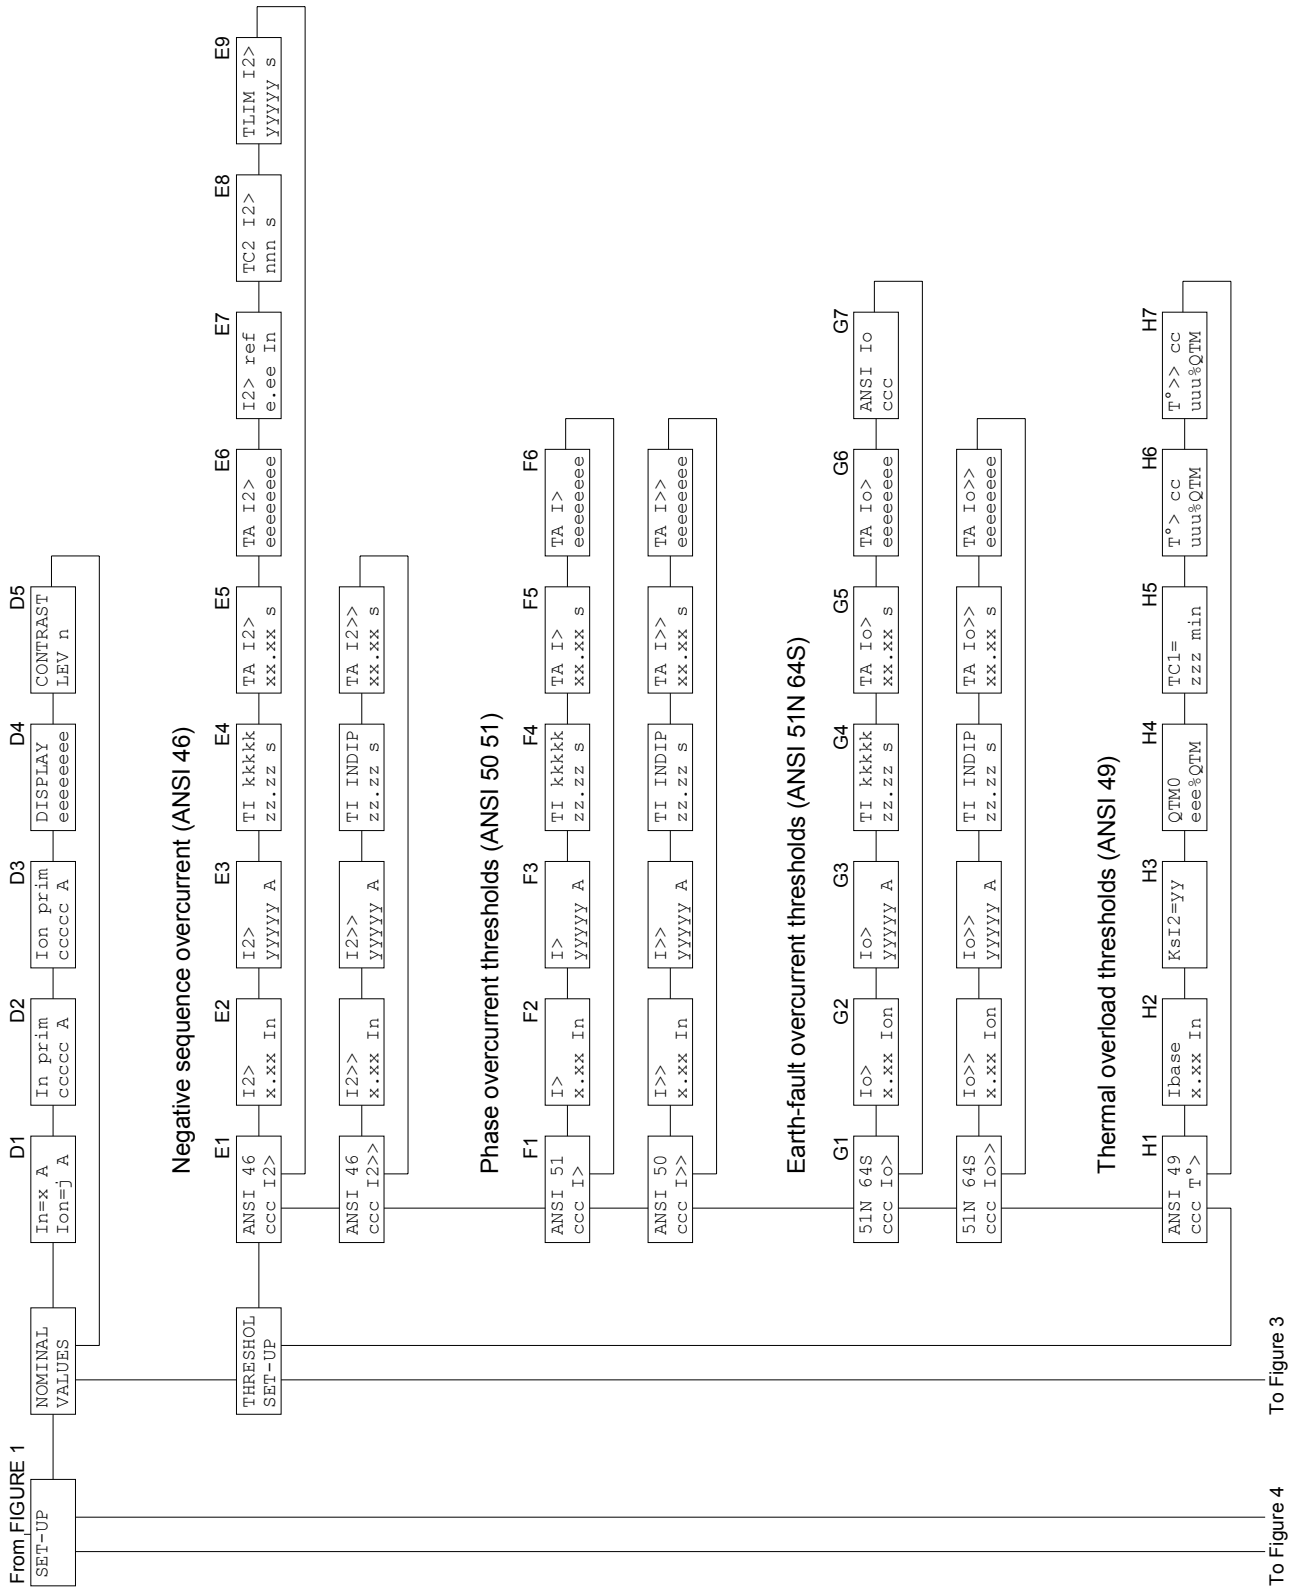 From FIGURE 1
SET-UP
NOMINAL
VALUES
D1
In=x A
Ion=j A
D2
In prim
ccccc A
D3
Ion prim
ccccc A
D4
DISPLAY
eeeeeeee
D5
CONTRAST
LEV n
Negative sequence overcurrent (ANSI 46)
THRESHOL
SET-UP
E1
ANSI 46
ccc I2>
E2
I2>
x.xx In
E3
I2>
yyyyy A
E4
TI kkkkk
zz.zz s
E5
TA I2>
xx.xx s
E6
TA I2>
eeeeeeee
E7
I2> ref
e.ee In
E8
TC2 I2>
nnn s
E9
TLIM I2>
yyyyy s
ANSI 46
ccc I2>>
I2>>
x.xx In
I2>>
yyyyy A
TI INDIP
zz.zz s
TA I2>>
xx.xx s
Phase overcurrent thresholds (ANSI 50 51)
F1
ANSI 51
ccc I>
F2
I>
x.xx In
F3
I>
yyyyy A
F4
TI kkkkk
zz.zz s
F5
TA I>
xx.xx s
F6
TA I>
eeeeeeee
ANSI 50
ccc I>>
I>>
x.xx In
I>>
yyyyy A
TI INDIP
zz.zz s
TA I>>
xx.xx s
TA I>>
eeeeeeee
Earth-fault overcurrent thresholds (ANSI 51N 64S)
G1
51N 64S
ccc Io>
G2
Io>
x.xx Ion
G3
Io>
yyyyy A
G4
TI kkkkk
zz.zz s
G5
TA Io>
xx.xx s
G6
TA Io>
eeeeeeee
G7
ANSI Io
ccc
51N 64S
ccc Io>>
Io>>
x.xx Ion
Io>>
yyyyy A
TI INDIP
zz.zz s
TA Io>>
xx.xx s
TA Io>>
eeeeeeee
Thermal overload thresholds (ANSI 49)
H1
ANSI 49
ccc T°>
H2
Ibase
x.xx In
H3
KsI2=yy
H4
QTM0
eee%QTM
H5
TC1=
zzz min
H6
T°> cc
uuu%QTM
H7
T°>> cc
uuu%QTM
To Figure 4
To Figure 3